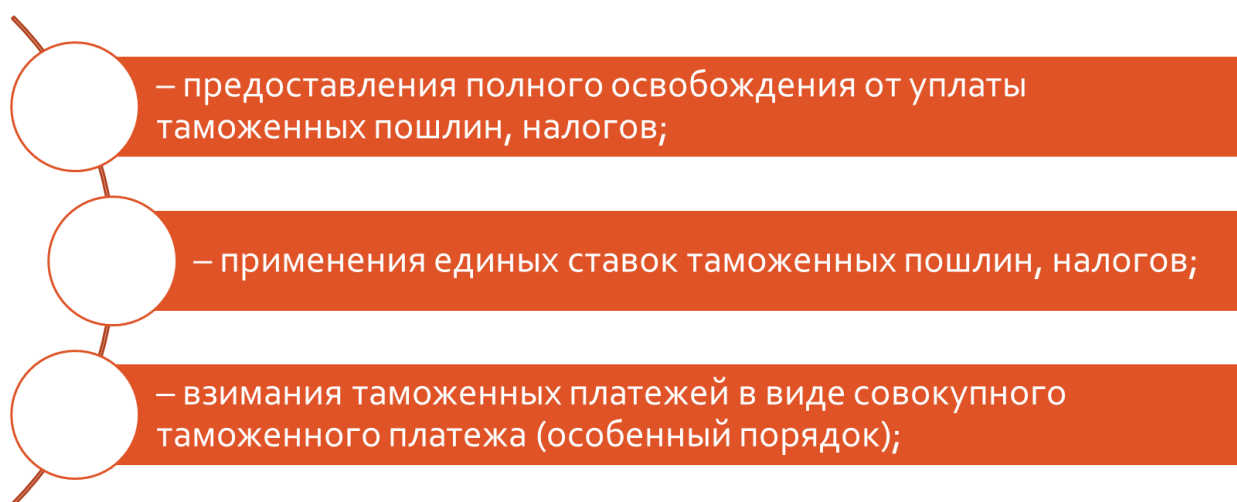 – предоставления полного освобождения от уплаты
таможенных пошлин, налогов;
– применения единых ставок таможенных пошлин, налогов;
– взимания таможенных платежей в виде совокупного
таможенного платежа (особенный порядок);